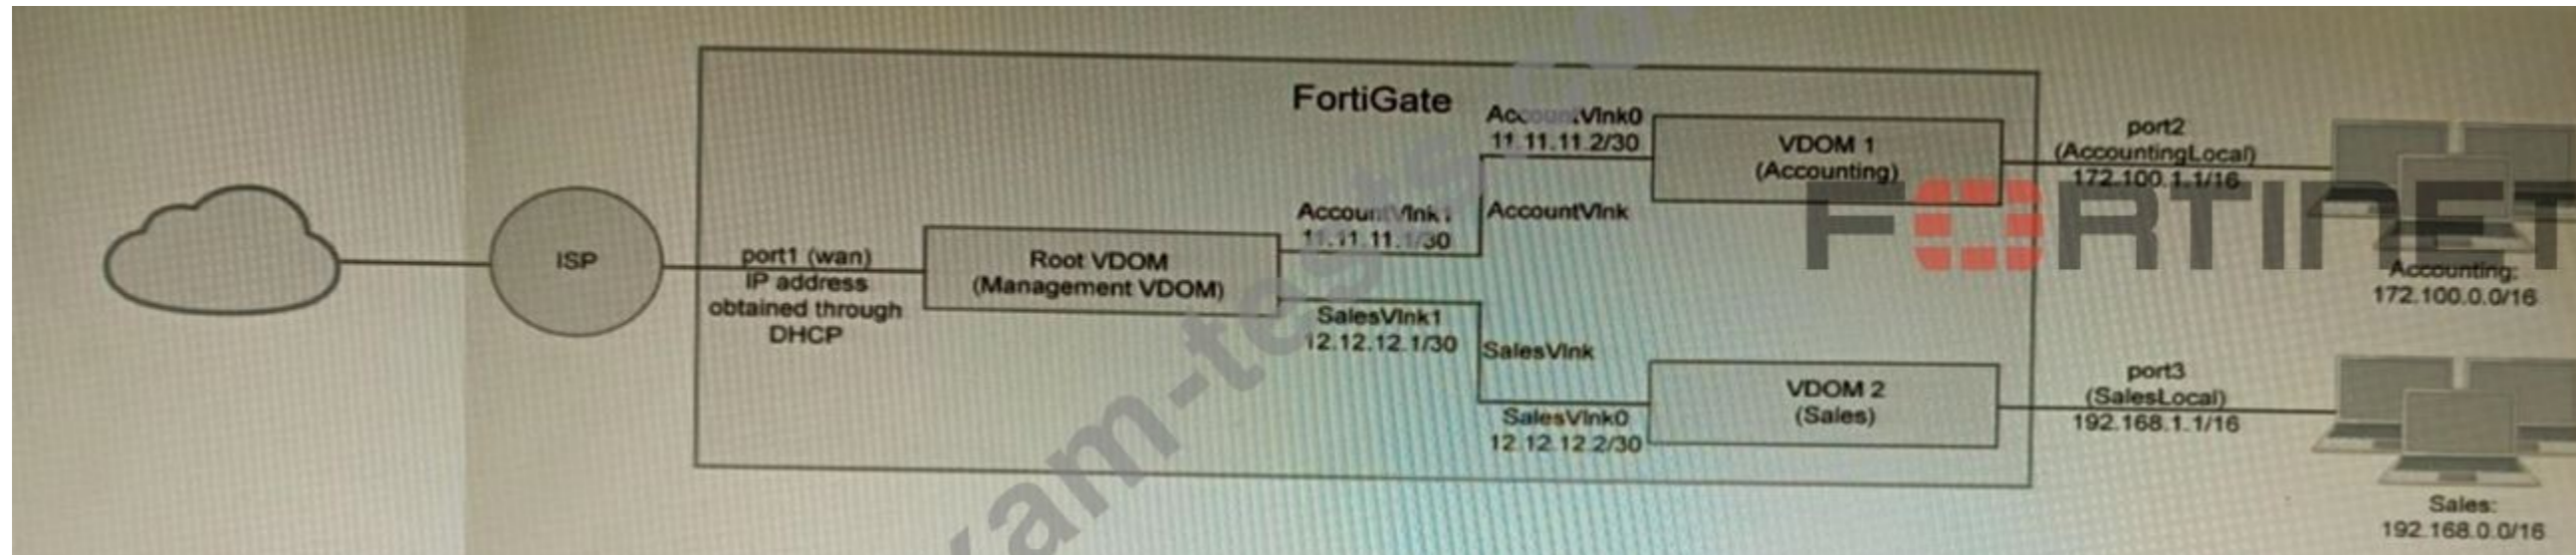 FortiGate
ISP
port1 (wan)
IP address
obtained through
DHCP
Root VDOM
(Management VDOM)
AccountVlnk1
11.11.11.1/30
AccountVlnk0
11.11.11.2/30
AccountVlnk
SalesVlnk1
12.12.12.1/30
SalesVlnk
SalesVlnk0
12.12.12.2/30
VDOM 1
(Accounting)
VDOM 2
(Sales)
port2
(AccountingLocal)
172.100.1.1/16
FORTINET
Accounting:
172.100.0.0/16
port3
(SalesLocal)
192.168.1.1/16
Sales:
192.168.0.0/16